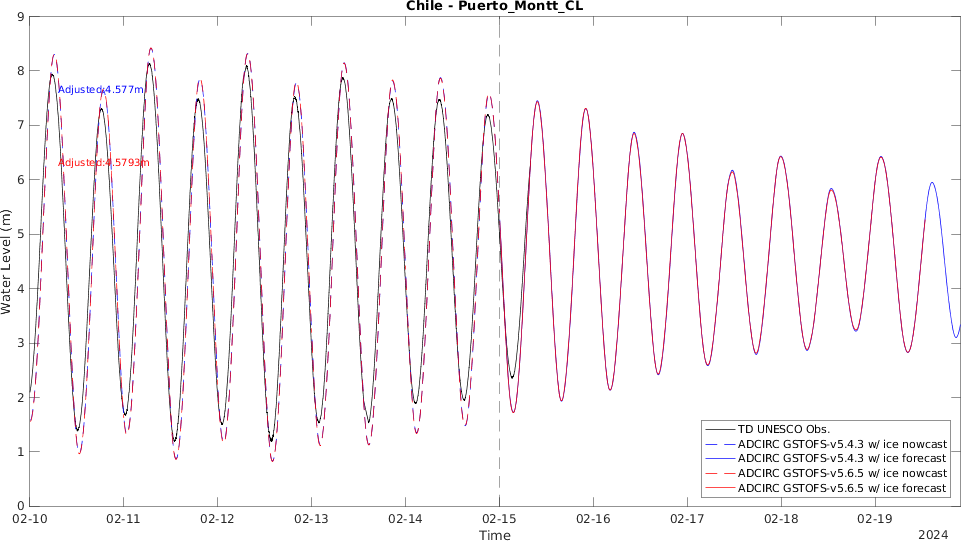 Chile - Puerto_Montt_CL
9
8
7
6
5
4
3
2
1
0
Water Level (m)
Adjusted:4.577m
Adjusted:4.5793m
TD UNESCO Obs.
ADCIRC GSTOFS-v5.4.3 w/ ice nowcast
ADCIRC GSTOFS-v5.4.3 w/ ice forecast
ADCIRC GSTOFS-v5.6.5 w/ ice nowcast
ADCIRC GSTOFS-v5.6.5 w/ ice forecast
02-10 02-11 02-12 02-13 02-14 02-15 02-16 02-17 02-18 02-19
Time
2024